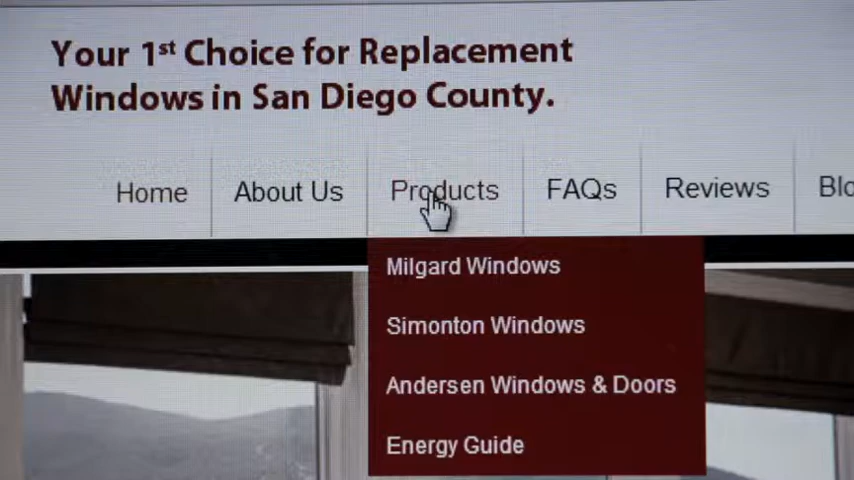 Your 1st Choice for Replacement
Windows in San Diego County.
Home About Us Products FAQs Reviews
Milgard Windows
Simonton Windows
Andersen Windows & Doors
Energy Guide